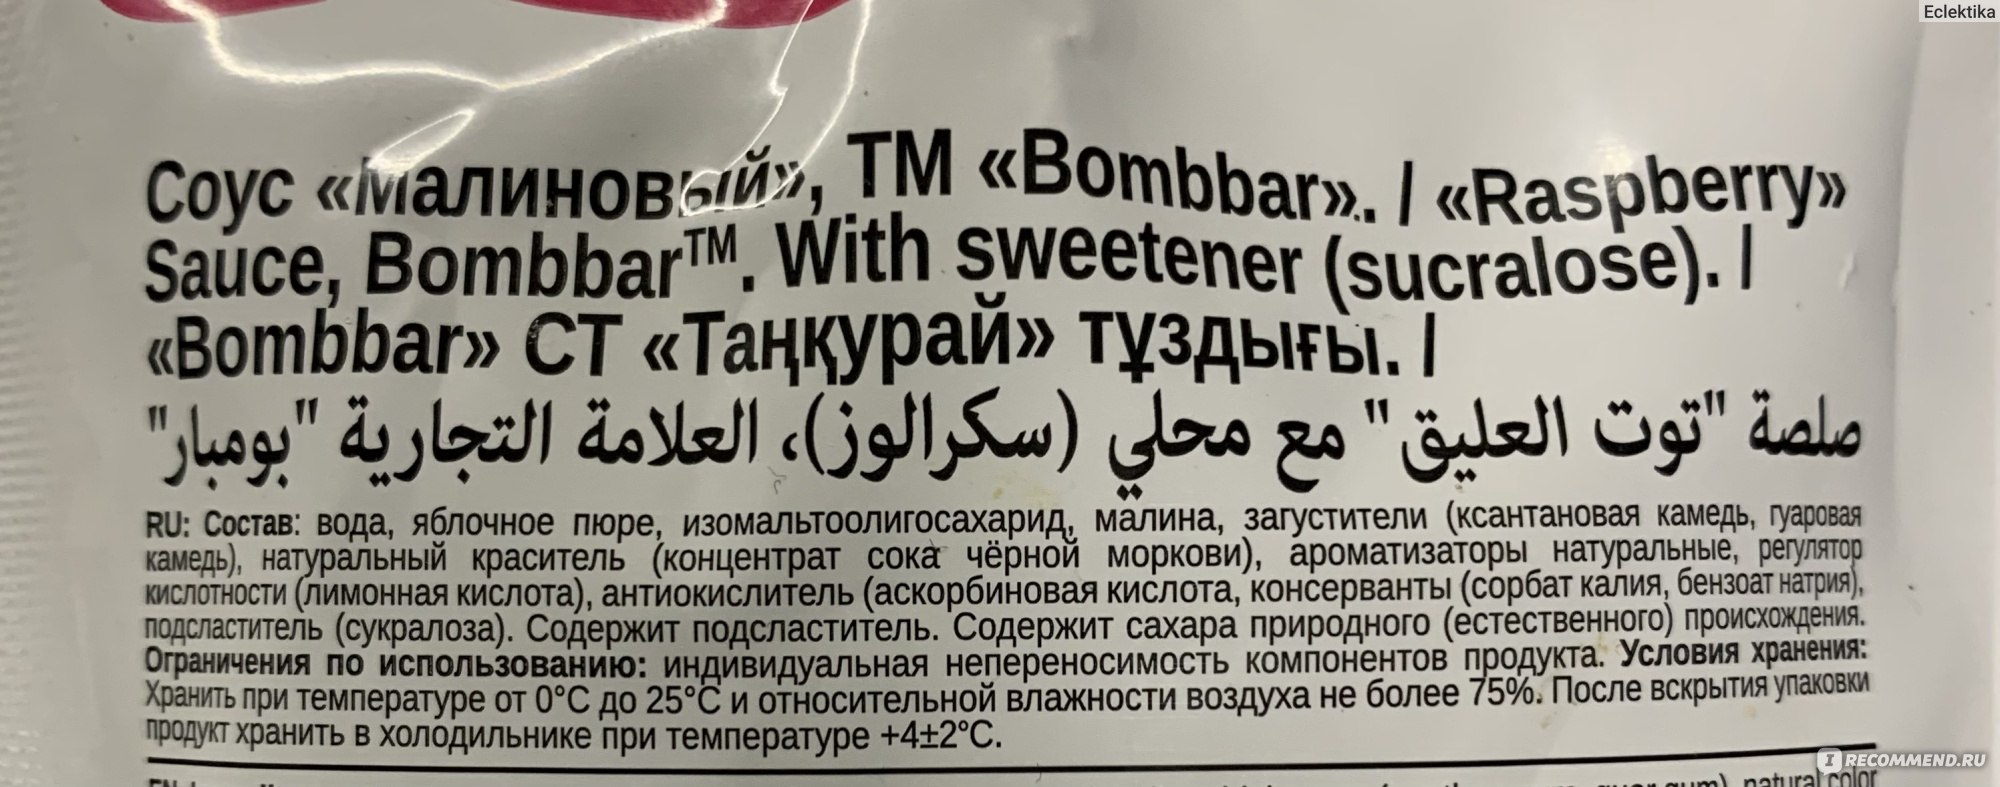 Eclektika
Соус «Малиновый», ТМ «Bombbar». / «Raspberry»
Sauce, Bombbar™. With sweetener (sucralose). /
«Bombbar» СТ «Таңқурай» тұздығы. /
صلصة "توت العليق" مع محلي (سكرالوز)، العلامة التجارية "بومبار"
RU: Состав: вода, яблочное пюре, изомальтоолигосахарид, малина, загустители (ксантановая камедь, гуаровая
камедь), натуральный краситель (концентрат сока чёрной моркови), ароматизаторы натуральные, регулятор
кислотности (лимонная кислота), антиокислитель (аскорбиновая кислота, консерванты (сорбат калия, бензоат натрия),
подсластитель (сукралоза). Содержит подсластитель. Содержит сахара природного (естественного) происхождения.
Ограничения по использованию: индивидуальная непереносимость компонентов продукта. Условия хранения:
Хранить при температуре от 0°С до 25°С и относительной влажности воздуха не более 75%. После вскрытия упаковки
продукт хранить в холодильнике при температуре +4±2°С.
natural color
RECOMMEND.RU